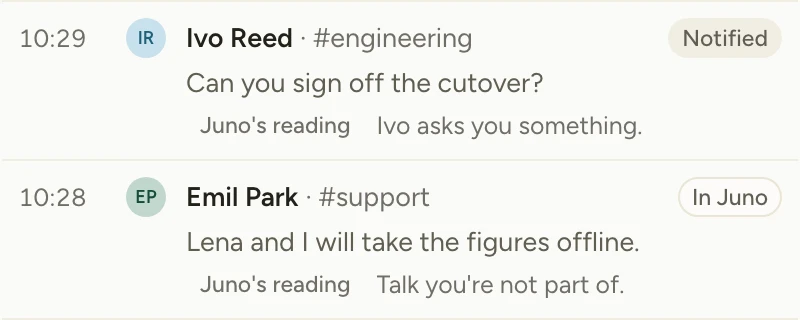 10:29 IR Ivo Reed · #engineering Notified
Can you sign off the cutover?
Juno's reading Ivo asks you something.
10:28 EP Emil Park · #support In Juno
Lena and I will take the figures offline.
Juno's reading Talk you're not part of.